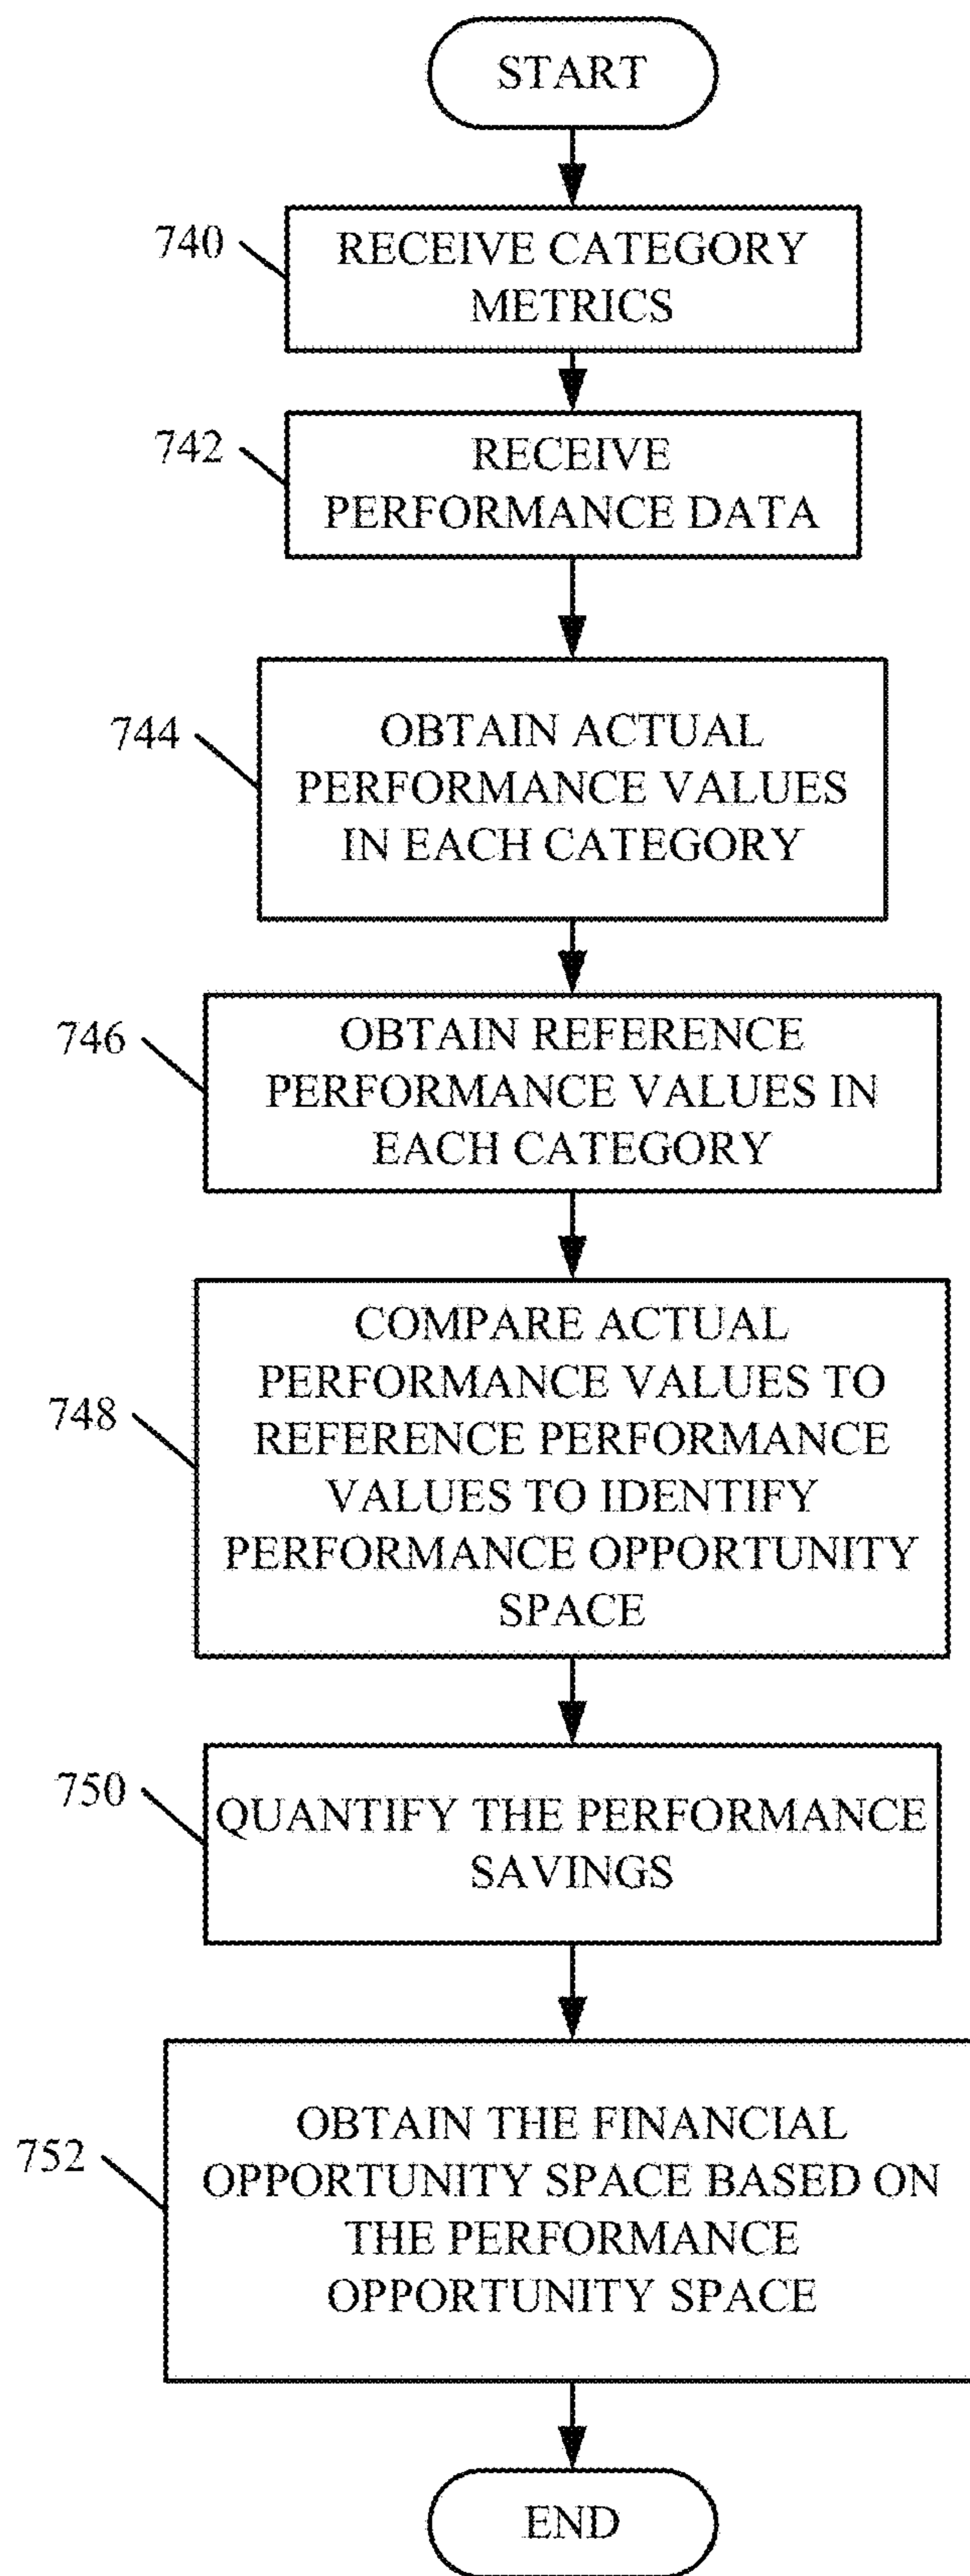 START
740
RECEIVE CATEGORY
METRICS
742
RECEIVE
PERFORMANCE DATA
744
OBTAIN ACTUAL
PERFORMANCE VALUES
IN EACH CATEGORY
746
OBTAIN REFERENCE
PERFORMANCE VALUES IN
EACH CATEGORY
748
COMPARE ACTUAL
PERFORMANCE VALUES TO
REFERENCE PERFORMANCE
VALUES TO IDENTIFY
PERFORMANCE OPPORTUNITY
SPACE
750
QUANTIFY THE PERFORMANCE
SAVINGS
752
OBTAIN THE FINANCIAL
OPPORTUNITY SPACE BASED ON
THE PERFORMANCE
OPPORTUNITY SPACE
END